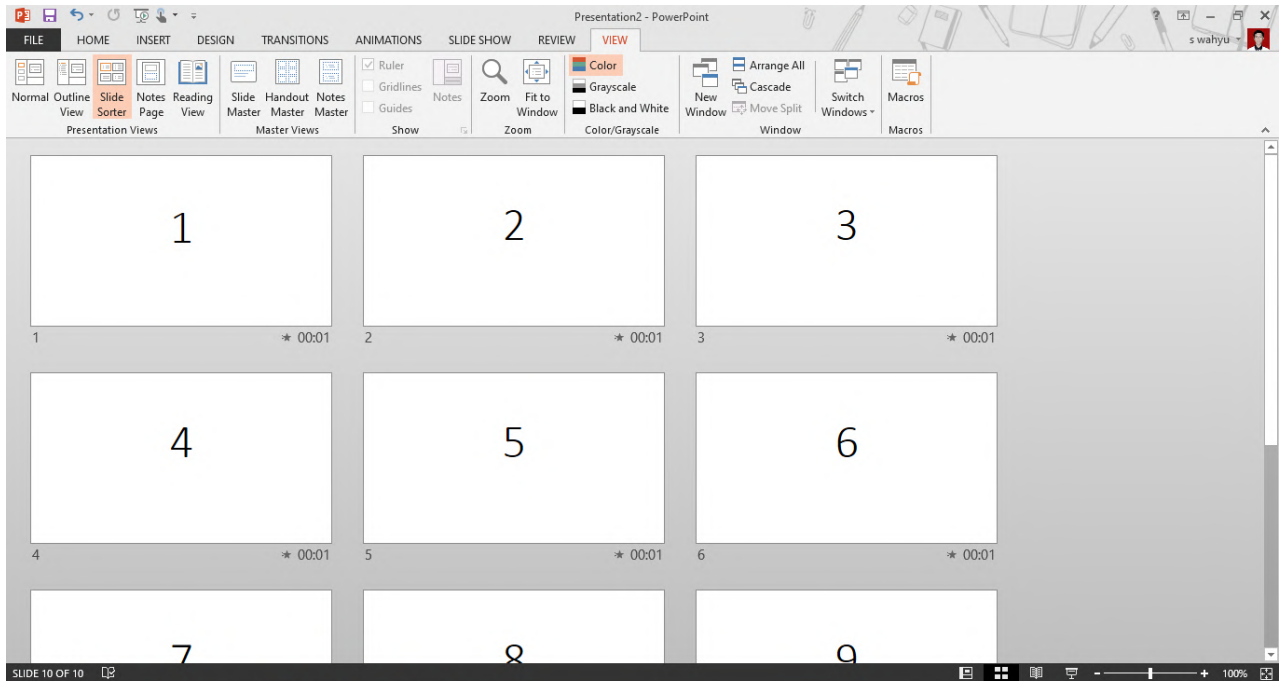 Presentation2 - PowerPoint
FILE HOME INSERT DESIGN TRANSITIONS ANIMATIONS SLIDE SHOW REVIEW VIEW s wahyu
Normal
Outline View
Slide Sorter
Notes Page
Reading View
Presentation Views
Slide Master
Handout Master
Notes Master
Master Views
Ruler
Gridlines
Guides
Notes
Show
Zoom
Fit to Window
Zoom
Color
Grayscale
Black and White
Color/Grayscale
New Window
Arrange All
Cascade
Move Split
Switch Windows
Window
Macros
Macros
1
2
3
1 00:01
2 00:01
3 00:01
4
5
6
4 00:01
5 00:01
6 00:01
7
8
9
SLIDE 10 OF 10
100%